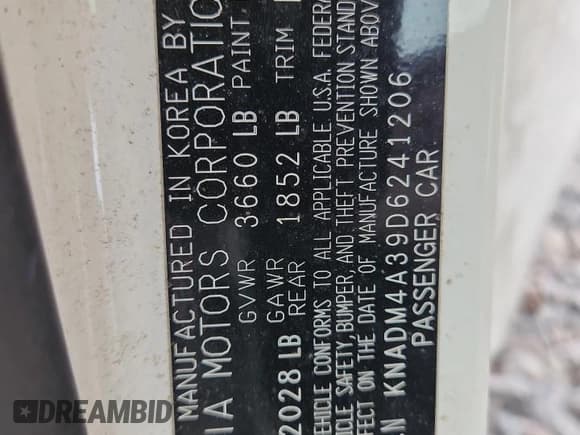 MANUFACTURED IN KOREA BY
IA MOTORS CORPORATIO
GVWR 3660 LB PAINT
GAWR
2028 LB REAR 1852 LB TRIM
EHICLE CONFORMS TO ALL APPLICABLE U.S.A. FEDERA
ICLE SAFETY, BUMPER, AND THEFT PREVENTION STAND
FECT ON THE DATE OF MANUFACTURE SHOWN ABOV
N KNADM4A39D6241206
PASSENGER CAR
DREAMBID